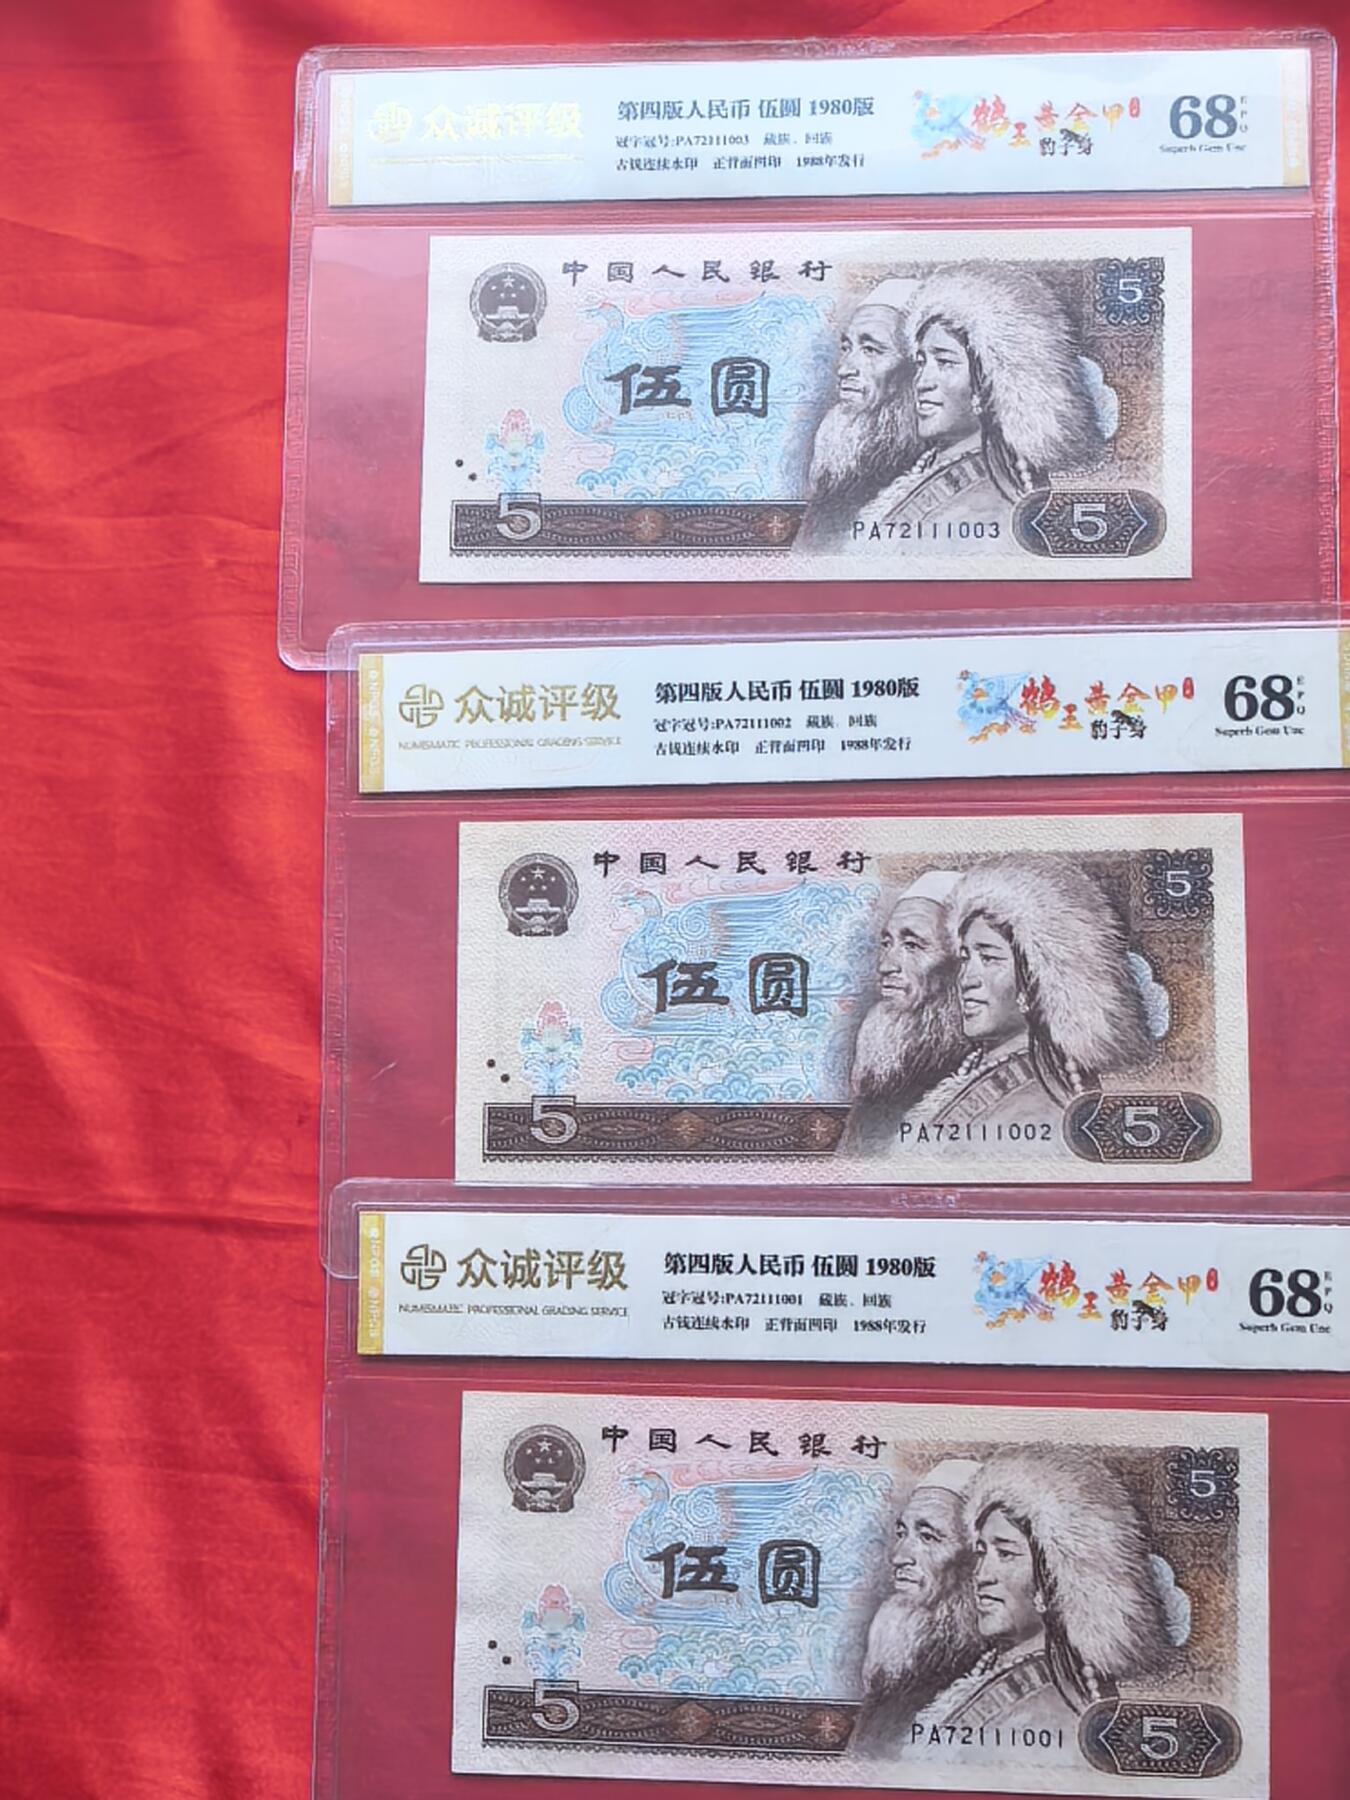 众诚评级
第四版人民币 伍圆 1980版
冠字冠号:PA72111003 藏族、回族
古钱连续水印 正背面凹印 1988年发行
鹤王黄金甲
豹子号
68 EPQ
Superb Gem Unc
中国人民银行
5
伍圆
5
PA72111003
5
众诚评级
NUMISMATIC PROFESSIONAL GRADING SERVICE
第四版人民币 伍圆 1980版
冠字冠号:PA72111002 藏族、回族
古钱连续水印 正背面凹印 1988年发行
鹤王黄金甲
豹子号
68 EPQ
Superb Gem Unc
中国人民银行
5
伍圆
5
PA72111002
5
众诚评级
NUMISMATIC PROFESSIONAL GRADING SERVICE
第四版人民币 伍圆 1980版
冠字冠号:PA72111001 藏族、回族
古钱连续水印 正背面凹印 1988年发行
鹤王黄金甲
豹子号
68 EPQ
Superb Gem Unc
中国人民银行
5
伍圆
5
PA72111001
5